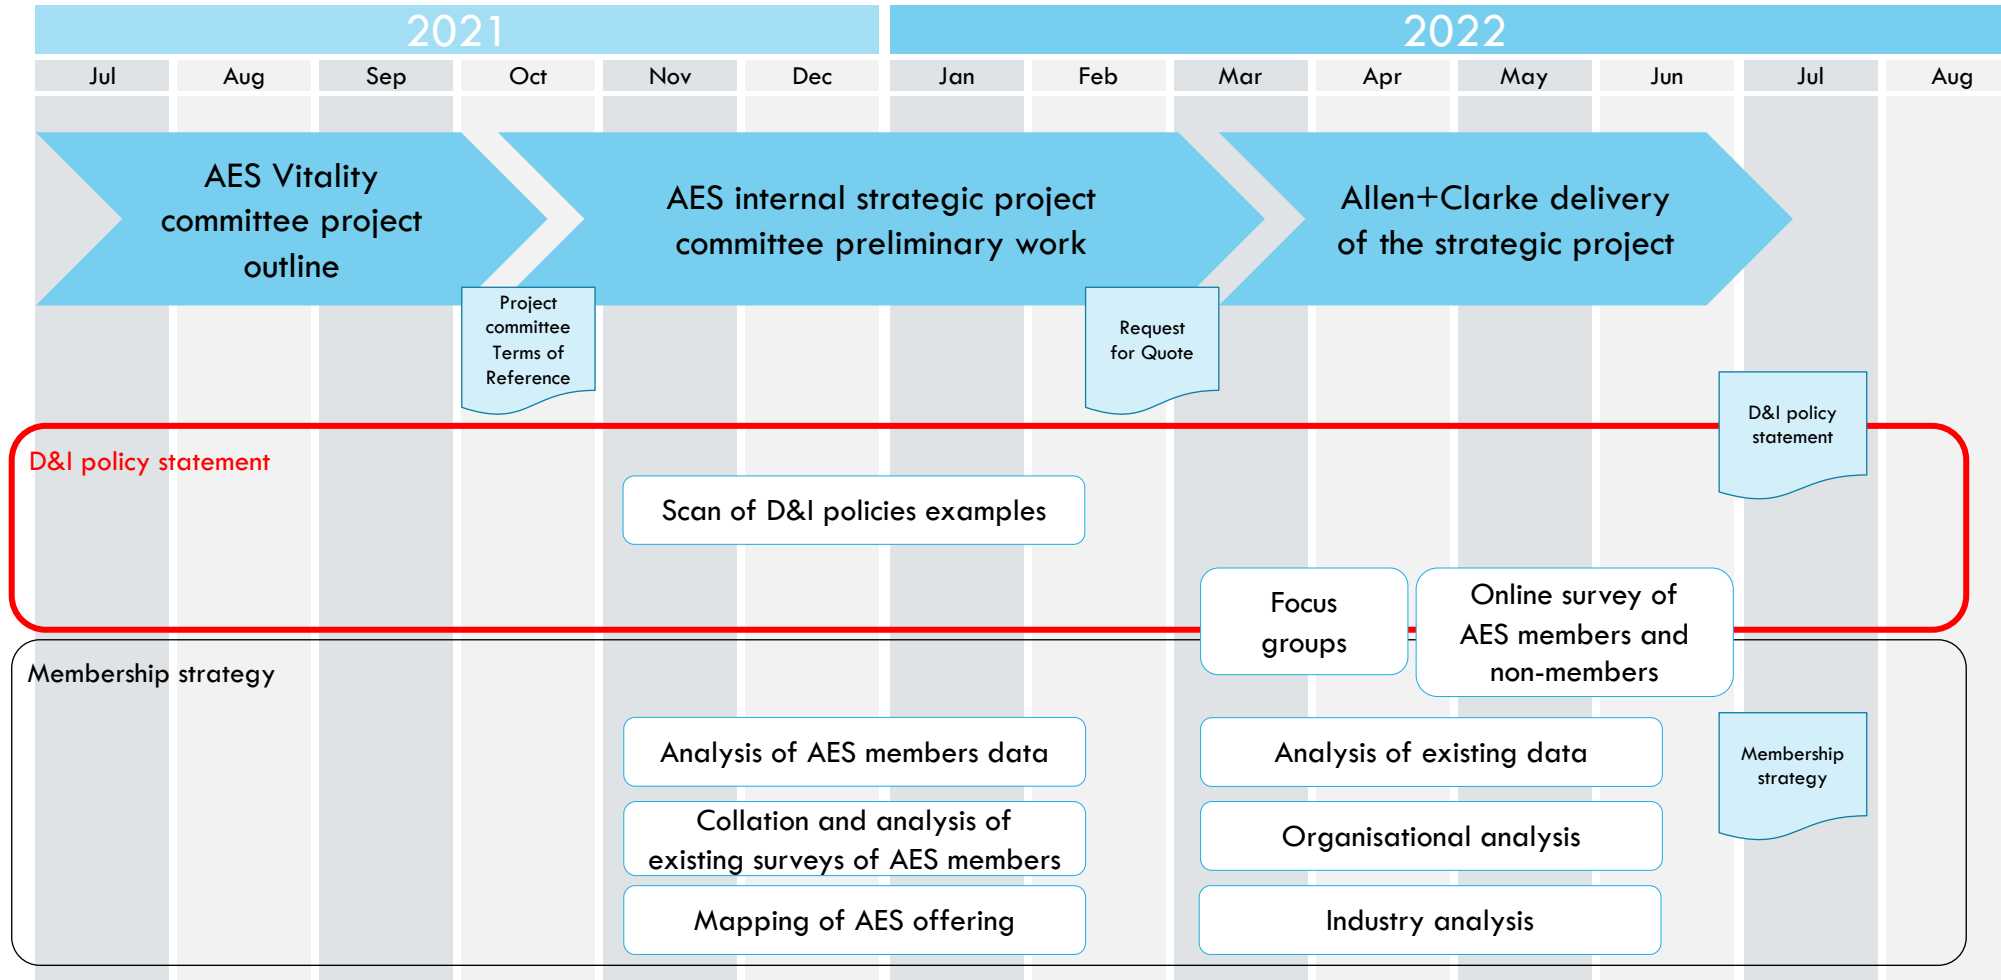 2021
2022
Jul
Aug
Sep
Oct
Nov
Dec
Jan
Feb
Mar
Apr
May
Jun
Jul
Aug
AES Vitality
committee project
outline
AES internal strategic project
committee preliminary work
Allen+Clarke delivery
of the strategic project
Project
committee
Terms of
Reference
Request
for Quote
D&I policy
statement
D&I policy statement
Scan of D&I policies examples
Focus
groups
Online survey of
AES members and
non-members
Membership strategy
Analysis of AES members data
Analysis of existing data
Membership
strategy
Collation and analysis of
existing surveys of AES members
Organisational analysis
Mapping of AES offering
Industry analysis